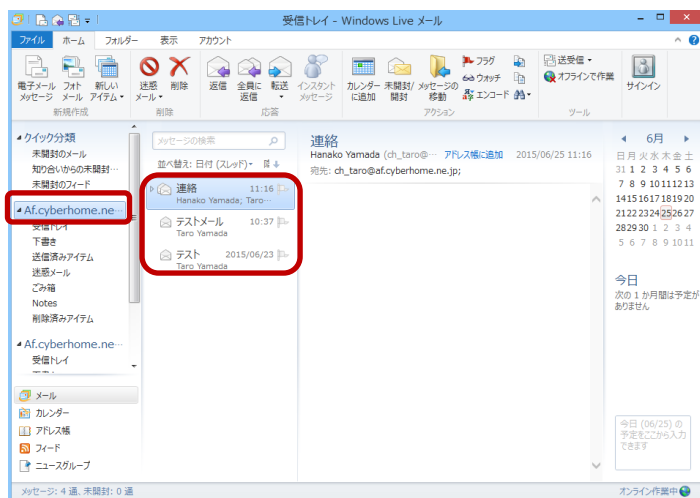 受信トレイ - Windows Live メール
ファイル ホーム フォルダー 表示 アカウント
電子メール メッセージ
フォト メール
新しい アイテム
迷惑 メール
削除
返信
全員に 返信
転送
インスタント メッセージ
カレンダー に追加
未開封/ 開封
メッセージの 移動
フラグ
ウォッチ
エンコード
送受信
オフラインで作業
サインイン
新規作成 削除 応答 アクション ツール
クイック分類
未開封のメール
知り合いからの未開封…
未開封のフィード
Af.cyberhome.ne…
受信トレイ
下書き
送信済みアイテム
迷惑メール
ごみ箱
Notes
削除済みアイテム
Af.cyberhome.ne…
受信トレイ
メール
カレンダー
アドレス帳
フィード
ニュースグループ
メッセージの検索
並べ替え: 日付 (スレッド)
連絡 11:16
Hanako Yamada; Taro…
テストメール 10:37
Taro Yamada
テスト 2015/06/23
Taro Yamada
連絡
Hanako Yamada (ch_taro@… アドレス帳に追加 2015/06/25 11:16
宛先: ch_taro@af.cyberhome.ne.jp;
6月
日 月 火 水 木 金 土
31 1 2 3 4 5 6
7 8 9 10 11 12 13
14 15 16 17 18 19 20
21 22 23 24 25 26 27
28 29 30 1 2 3 4
5 6 7 8 9 10 11
今日
次の 1 か月間は予定が
ありません
今日 (06/25) の
予定をここから入力
できます
メッセージ: 4 通、未開封: 0 通
オンライン作業中